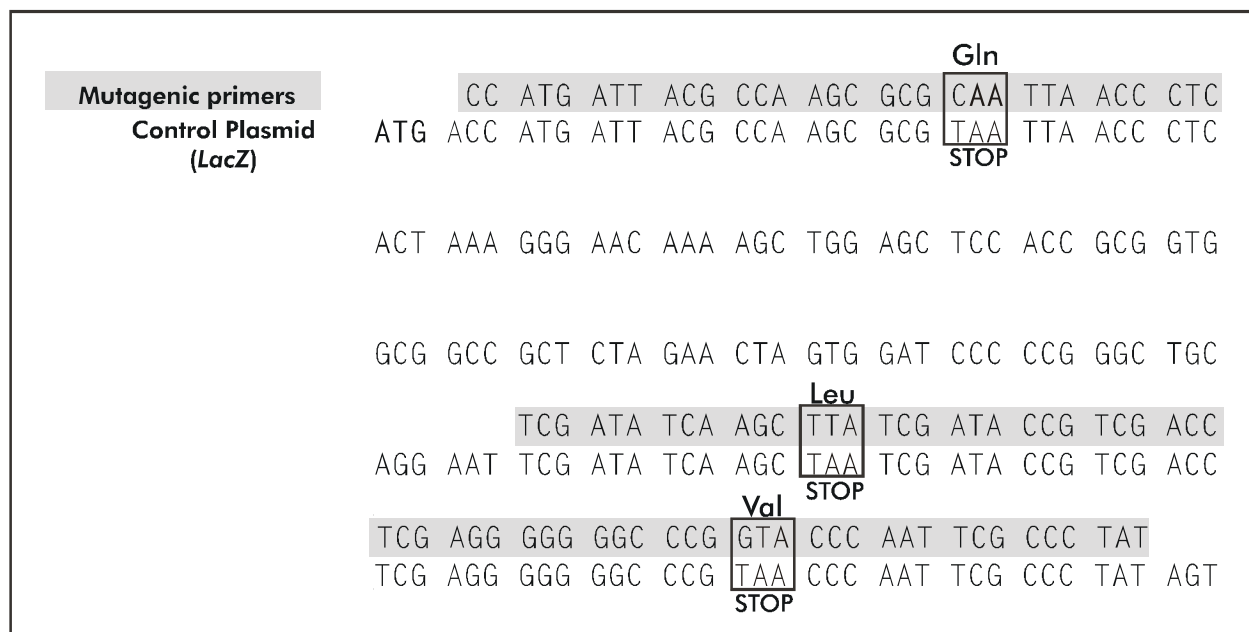 Gln
Mutagenic primers CC ATG ATT ACG CCA AGC GCG CAA TTA ACC CTC
Control Plasmid ATG ACC ATG ATT ACG CCA AGC GCG TAA TTA ACC CTC
(LacZ) STOP
ACT AAA GGG AAC AAA AGC TGG AGC TCC ACC GCG GTG
GCG GCC GCT CTA GAA CTA GTG GAT CCC CCG GGC TGC
Leu
TCG ATA TCA AGC TTA TCG ATA CCG TCG ACC
AGG AAT TCG ATA TCA AGC TAA TCG ATA CCG TCG ACC
STOP
Val
TCG AGG GGG GGC CCG GTA CCC AAT TCG CCC TAT
TCG AGG GGG GGC CCG TAA CCC AAT TCG CCC TAT AGT
STOP